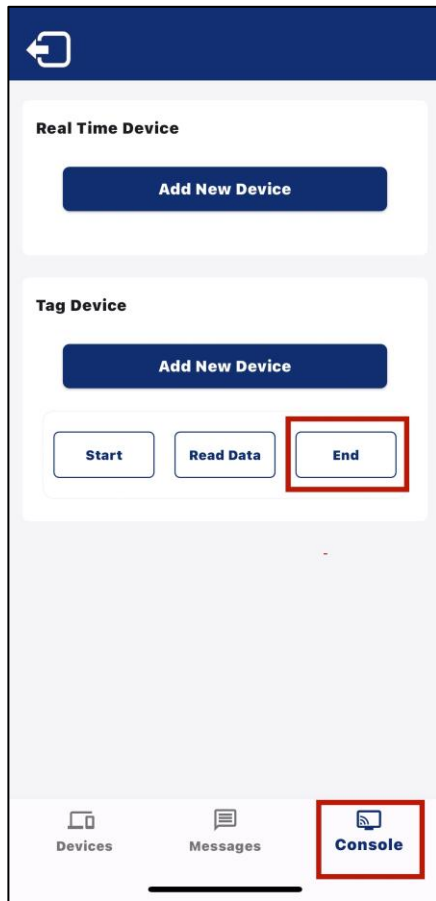 Real Time Device
Add New Device
Tag Device
Add New Device
Start Read Data End
Devices Messages Console